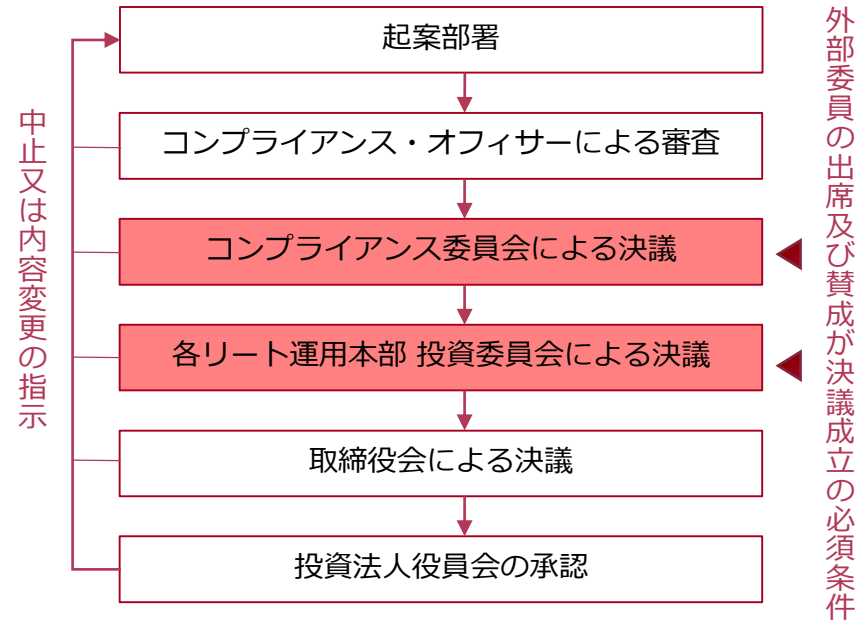 起案部署
コンプライアンス・オフィサーによる審査
コンプライアンス委員会による決議
各リート運用本部 投資委員会による決議
取締役会による決議
投資法人役員会の承認
中止又は内容変更の指示
外部委員の出席及び賛成が決議成立の必須条件